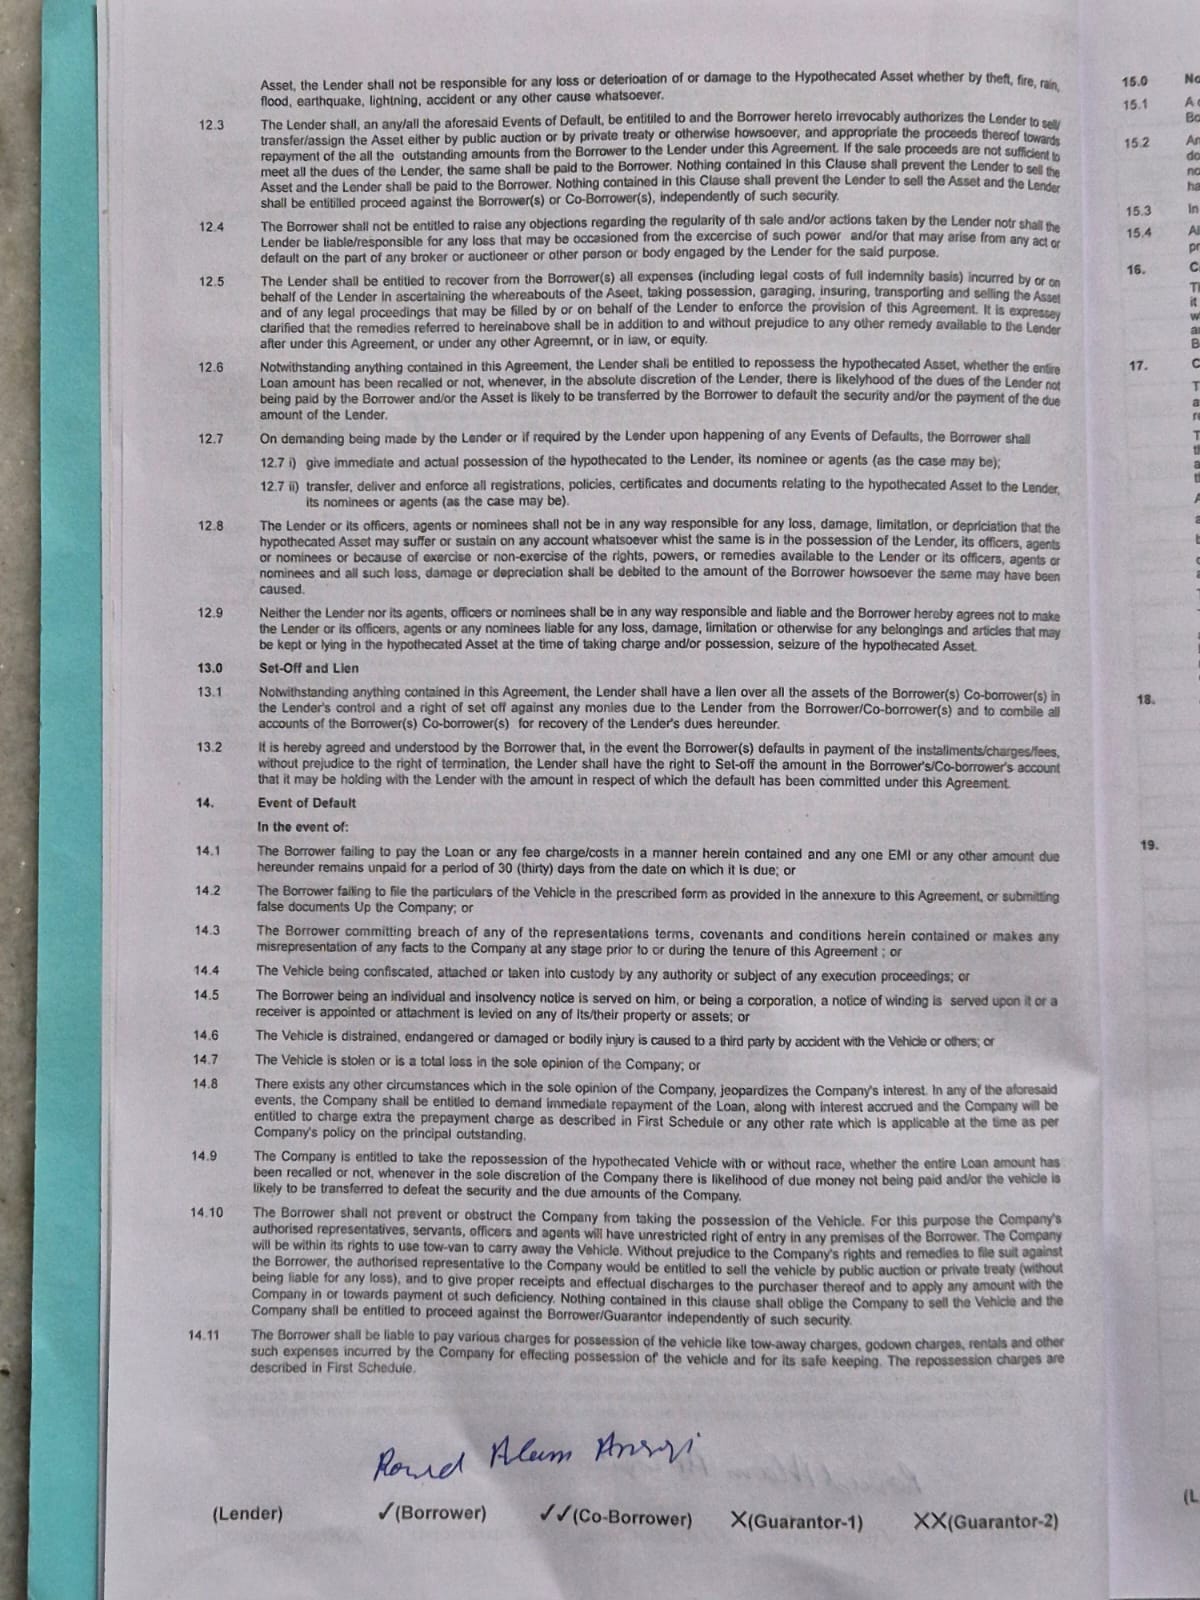 Asset, the Lender shall not be responsible for any loss or deterioation of or damage to the Hypothecated Asset whether by theft, fire, rain,
flood, earthquake, lightning, accident or any other cause whatsoever.
12.3 The Lender shall, an any/all the aforesaid Events of Default, be entitiled to and the Borrower hereto irrevocably authorizes the Lender to sell/
transfer/assign the Asset either by public auction or by private treaty or otherwise howsoever, and appropriate the proceeds thereof towards
repayment of the all the outstanding amounts from the Borrower to the Lender under this Agreement. If the sale proceeds are not sufficient to
meet all the dues of the Lender, the same shall be paid to the Borrower. Nothing contained in this Clause shall prevent the Lender to sell the
Asset and the Lender shall be paid to the Borrower. Nothing contained in this Clause shall prevent the Lender to sell the Asset and the Lender
shall be entitilled proceed against the Borrower(s) or Co-Borrower(s), independently of such security.
12.4 The Borrower shall not be entitled to raise any objections regarding the regularity of th sale and/or actions taken by the Lender notr shall the
Lender be liable/responsible for any loss that may be occasioned from the excercise of such power and/or that may arise from any act or
default on the part of any broker or auctioneer or other person or body engaged by the Lender for the said purpose.
12.5 The Lender shall be entitled to recover from the Borrower(s) all expenses (including legal costs of full indemnity basis) incurred by or on
behalf of the Lender In ascertaining the whereabouts of the Aseet, taking possession, garaging, insuring, transporting and selling the Asset
and of any legal proceedings that may be filled by or on behalf of the Lender to enforce the provision of this Agreement. It is expressey
clarified that the remedies referred to hereinabove shall be in addition to and without prejudice to any other remedy available to the Lender
after under this Agreement, or under any other Agreemnt, or in law, or equity.
12.6 Notwithstanding anything contained in this Agreement, the Lender shall be entitled to repossess the hypothecated Asset, whether the entire
Loan amount has been recalled or not, whenever, in the absolute discretion of the Lender, there is likelyhood of the dues of the Lender not
being paid by the Borrower and/or the Asset is likely to be transferred by the Borrower to default the security and/or the payment of the due
amount of the Lender.
12.7 On demanding being made by the Lender or if required by the Lender upon happening of any Events of Defaults, the Borrower shall
12.7 i) give immediate and actual possession of the hypothecated to the Lender, its nominee or agents (as the case may be);
12.7 ii) transfer, deliver and enforce all registrations, policies, certificates and documents relating to the hypothecated Asset to the Lender,
its nominees or agents (as the case may be).
12.8 The Lender or its officers, agents or nominees shall not be in any way responsible for any loss, damage, limitation, or depriciation that the
hypothecated Asset may suffer or sustain on any account whatsoever whist the same is in the possession of the Lender, its officers, agents
or nominees or because of exercise or non-exercise of the rights, powers, or remedies available to the Lender or its officers, agents or
nominees and all such loss, damage or depreciation shall be debited to the amount of the Borrower howsoever the same may have been
caused.
12.9 Neither the Lender nor its agents, officers or nominees shall be in any way responsible and liable and the Borrower hereby agrees not to make
the Lender or its officers, agents or any nominees liable for any loss, damage, limitation or otherwise for any belongings and articles that may
be kept or lying in the hypothecated Asset at the time of taking charge and/or possession, seizure of the hypothecated Asset.
13.0 Set-Off and Lien
13.1 Notwithstanding anything contained in this Agreement, the Lender shall have a lien over all the assets of the Borrower(s) Co-borrower(s) in
the Lender's control and a right of set off against any monies due to the Lender from the Borrower/Co-borrower(s) and to combile all
accounts of the Borrower(s) Co-borrower(s) for recovery of the Lender's dues hereunder.
13.2 It is hereby agreed and understood by the Borrower that, in the event the Borrower(s) defaults in payment of the installments/charges/fees,
without prejudice to the right of termination, the Lender shall have the right to Set-off the amount in the Borrower's/Co-borrower's account
that it may be holding with the Lender with the amount in respect of which the default has been committed under this Agreement.
14. Event of Default
In the event of:
14.1 The Borrower failing to pay the Loan or any fee charge/costs in a manner herein contained and any one EMI or any other amount due
hereunder remains unpaid for a period of 30 (thirty) days from the date on which it is due; or
14.2 The Borrower failing to file the particulars of the Vehicle in the prescribed form as provided in the annexure to this Agreement, or submitting
false documents Up the Company; or
14.3 The Borrower committing breach of any of the representations terms, covenants and conditions herein contained or makes any
misrepresentation of any facts to the Company at any stage prior to or during the tenure of this Agreement ; or
14.4 The Vehicle being confiscated, attached or taken into custody by any authority or subject of any execution proceedings; or
14.5 The Borrower being an individual and insolvency notice is served on him, or being a corporation, a notice of winding is served upon it or a
receiver is appointed or attachment is levied on any of its/their property or assets; or
14.6 The Vehicle is distrained, endangered or damaged or bodily injury is caused to a third party by accident with the Vehicle or others; or
14.7 The Vehicle is stolen or is a total loss in the sole opinion of the Company; or
14.8 There exists any other circumstances which in the sole opinion of the Company, jeopardizes the Company's interest. In any of the aforesaid
events, the Company shall be entitled to demand immediate repayment of the Loan, along with interest accrued and the Company will be
entitled to charge extra the prepayment charge as described in First Schedule or any other rate which is applicable at the time as per
Company's policy on the principal outstanding.
14.9 The Company is entitled to take the repossession of the hypothecated Vehicle with or without race, whether the entire Loan amount has
been recalled or not, whenever in the sole discretion of the Company there is likelihood of due money not being paid and/or the vehicle is
likely to be transferred to defeat the security and the due amounts of the Company.
14.10 The Borrower shall not prevent or obstruct the Company from taking the possession of the Vehicle. For this purpose the Company's
authorised representatives, servants, officers and agents will have unrestricted right of entry in any premises of the Borrower. The Company
will be within its rights to use tow-van to carry away the Vehicle. Without prejudice to the Company's rights and remedies to file suit against
the Borrower, the authorised representative to the Company would be entitled to sell the vehicle by public auction or private treaty (without
being liable for any loss), and to give proper receipts and effectual discharges to the purchaser thereof and to apply any amount with the
Company in or towards payment of such deficiency. Nothing contained in this clause shall oblige the Company to sell the Vehicle and the
Company shall be entitled to proceed against the Borrower/Guarantor independently of such security.
14.11 The Borrower shall be liable to pay various charges for possession of the vehicle like tow-away charges, godown charges, rentals and other
such expenses incurred by the Company for effecting possession of the vehicle and for its safe keeping. The repossession charges are
described in First Schedule.
Alam
(Lender) ✓(Borrower) ✓✓(Co-Borrower) X(Guarantor-1) XX(Guarantor-2)
15.0
15.1
15.2
15.3 In
15.4
16.
17.
18.
19.